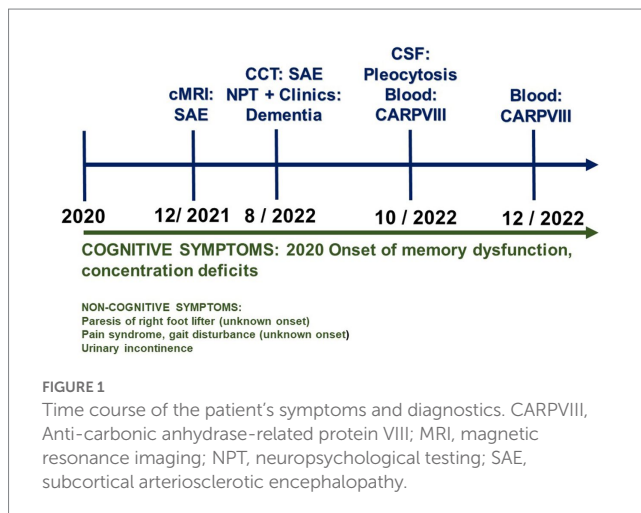 cMRI:
SAE
CCT: SAE
NPT + Clinics:
Dementia
CSF:
Pleocytosis
Blood:
CARPVIII
Blood:
CARPVIII
2020
12/ 2021
8 / 2022
10 / 2022
12 / 2022
COGNITIVE SYMPTOMS: 2020 Onset of memory dysfunction,
concentration deficits
NON-COGNITIVE SYMPTOMS:
Paresis of right foot lifter (unknown onset)
Pain syndrome, gait disturbance (unknown onset)
Urinary incontinence
FIGURE 1
Time course of the patient’s symptoms and diagnostics. CARPVIII,
Anti-carbonic anhydrase-related protein VIII; MRI, magnetic
resonance imaging; NPT, neuropsychological testing; SAE,
subcortical arteriosclerotic encephalopathy.